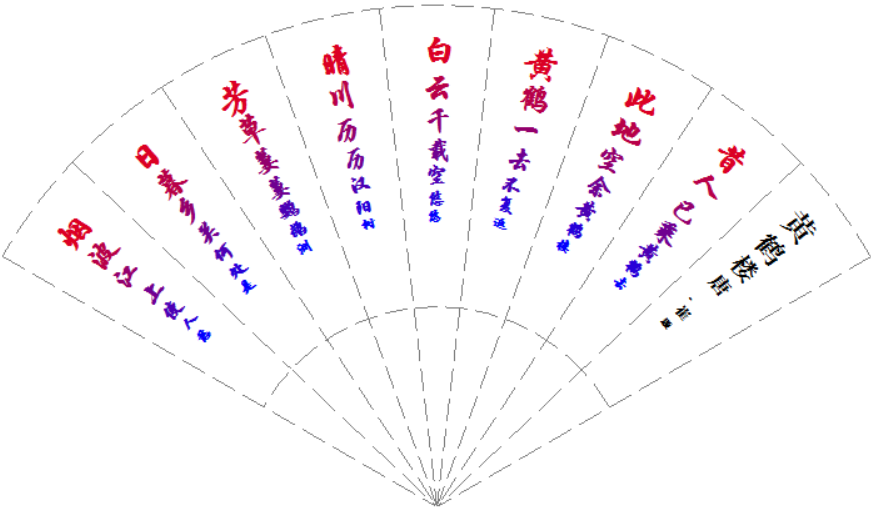 黄鹤楼唐·崔颢
昔人已乘黄鹤去
此地空余黄鹤楼
黄鹤一去不复返
白云千载空悠悠
晴川历历汉阳树
芳草萋萋鹦鹉洲
日暮乡关何处是
烟波江上使人愁